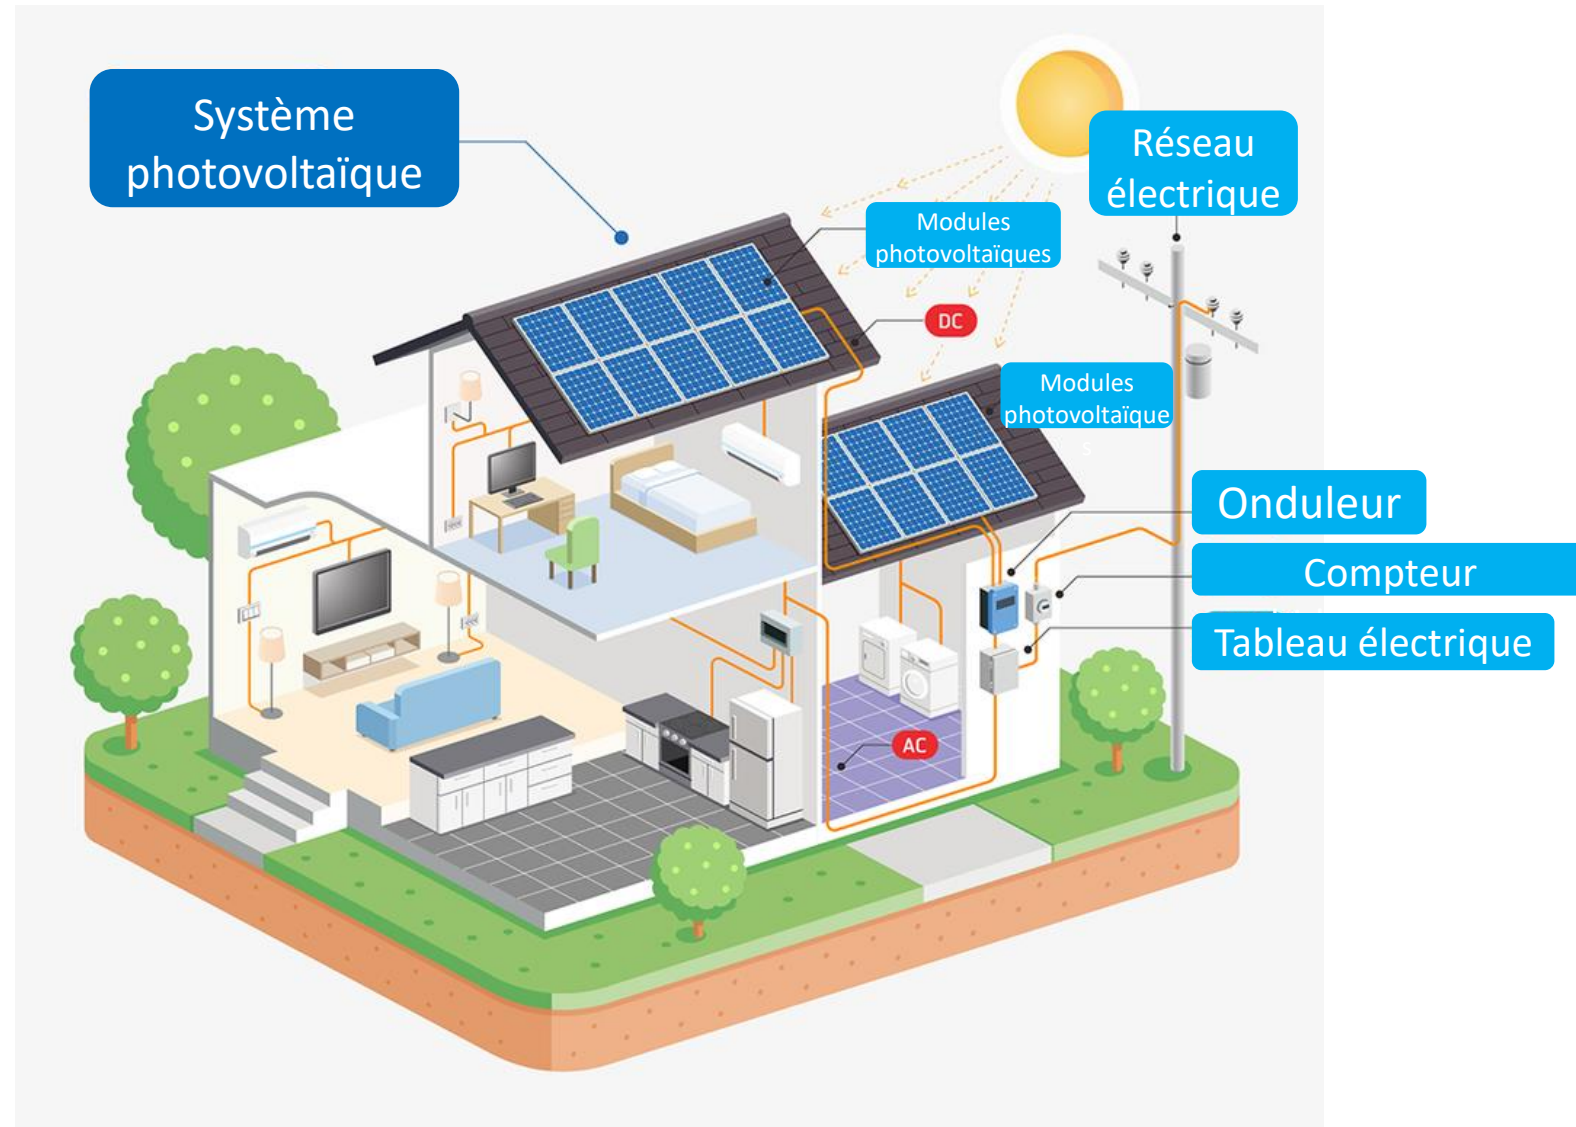 Système
photovoltaïque
Réseau
électrique
Modules
photovoltaïques
DC
Modules
photovoltaïque
s
Onduleur
Compteur
Tableau électrique
AC